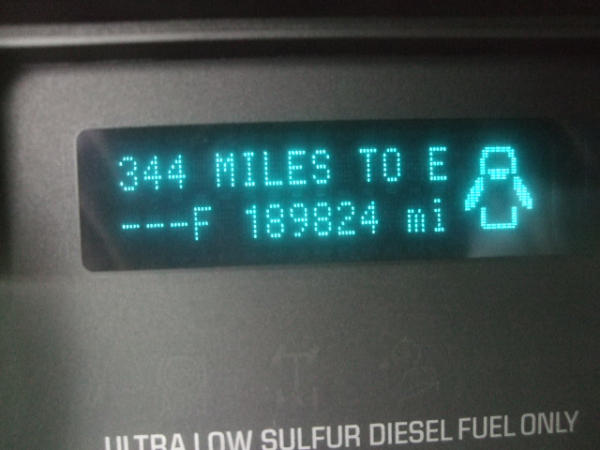 344 MILES TO E
---F 189824 mi
ULTRA LOW SULFUR DIESEL FUEL ONLY